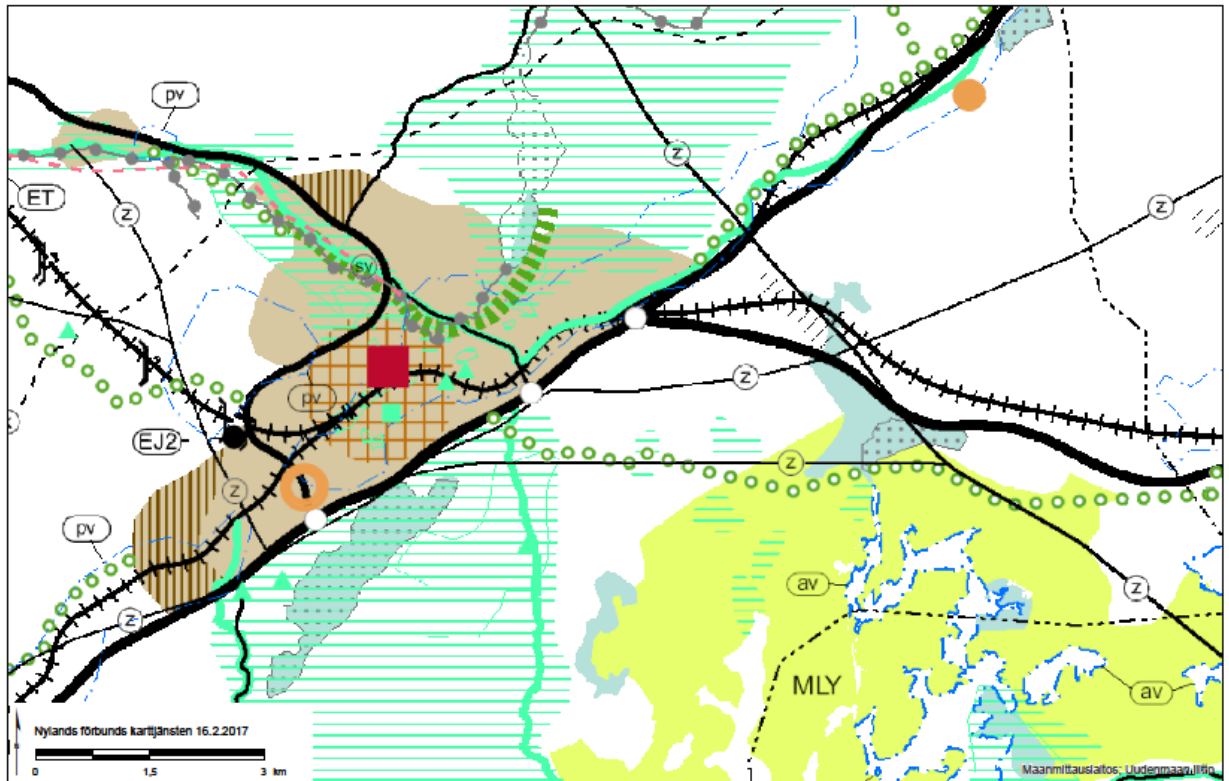 pv
z
ET
z
z
sv
z
pv
EJ2
z
z
pv
z
z
av
MLY
av
Nylands förbunds karttjänsten 16.2.2017
0 1,5 3 km
Maanmittauslaitos; Uudenmaan liitto